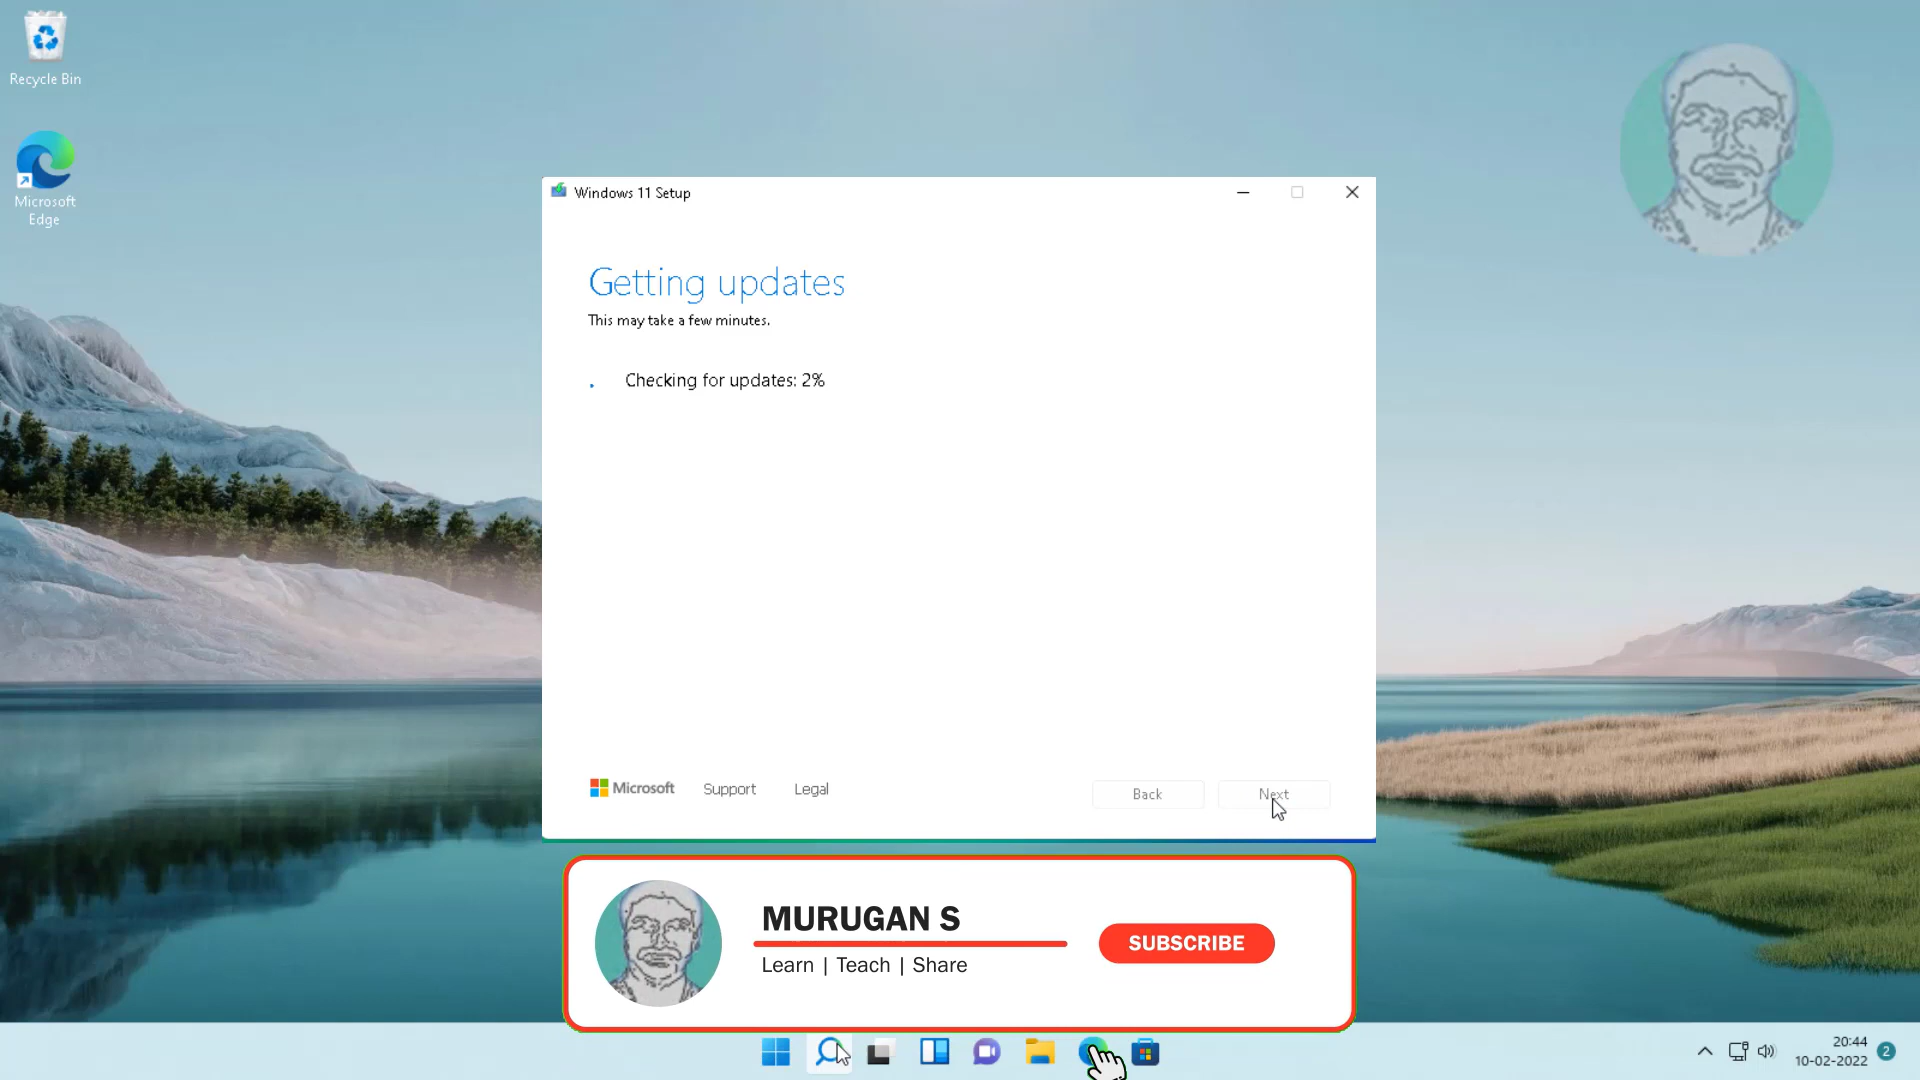 Recycle Bin
Microsoft
Edge
Windows 11 Setup
Getting updates
This may take a few minutes.
Checking for updates: 2%
Microsoft
Support
Legal
Back
Next
MURUGAN S
Learn | Teach | Share
SUBSCRIBE
20:44
10-02-2022
2